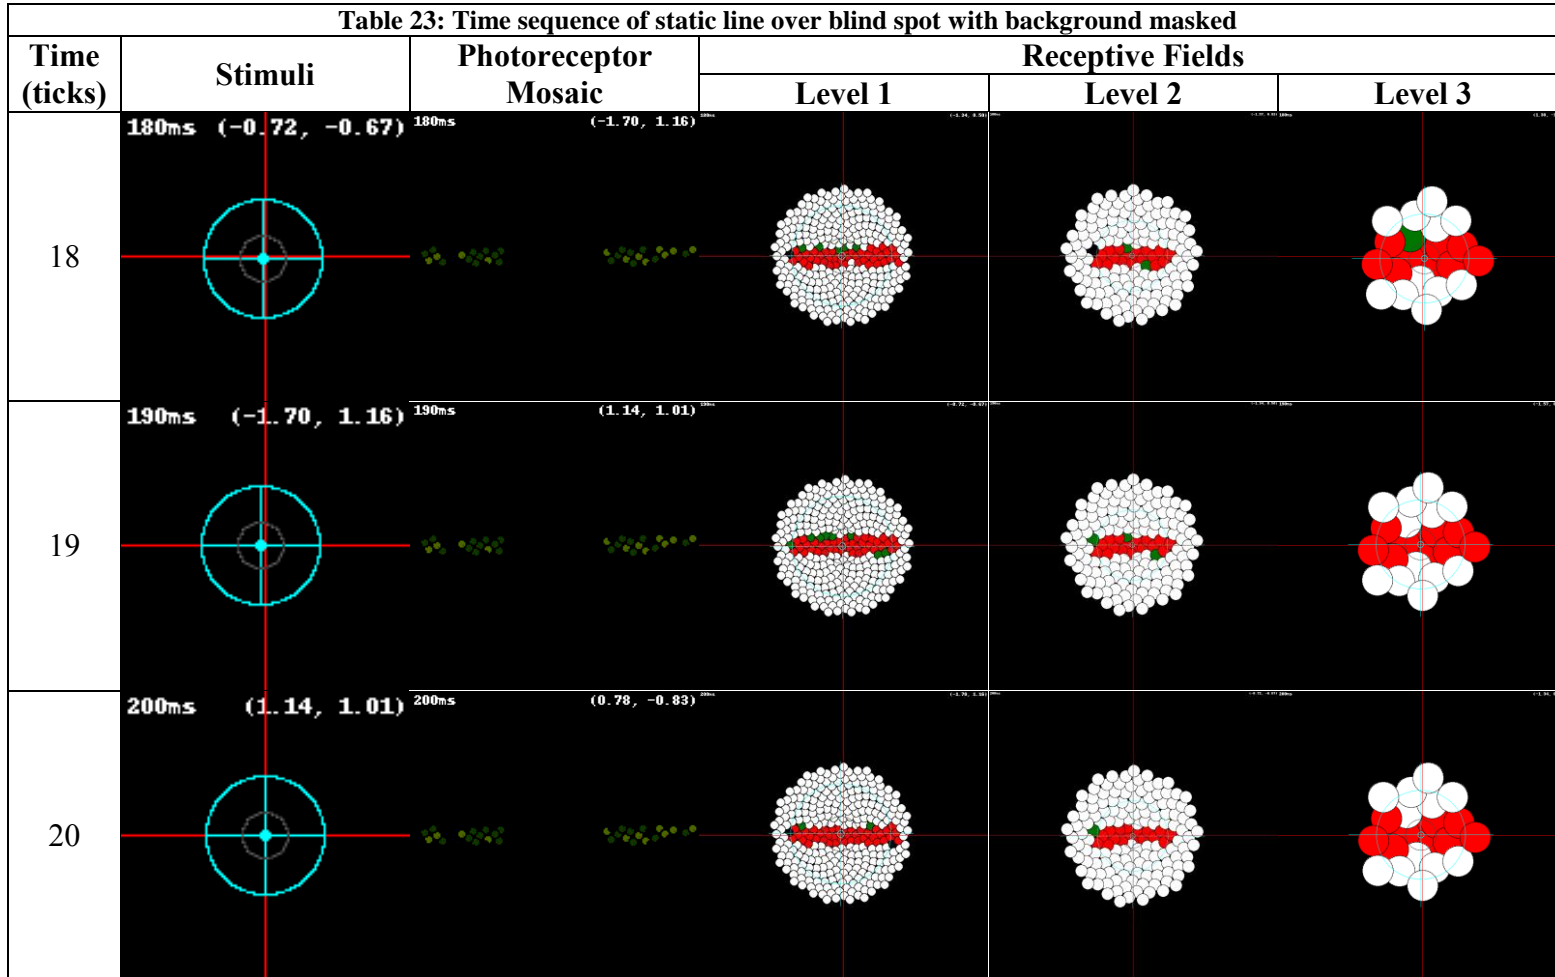 Table 23: Time sequence of static line over blind spot with background masked
Time (ticks)
Stimuli
Photoreceptor Mosaic
Receptive Fields
Level 1
Level 2
Level 3
18
180ms (-0.72, -0.67)
180ms (-1.70, 1.16)
19
190ms (-1.70, 1.16)
190ms (1.14, 1.01)
20
200ms (1.14, 1.01)
200ms (0.78, -0.83)